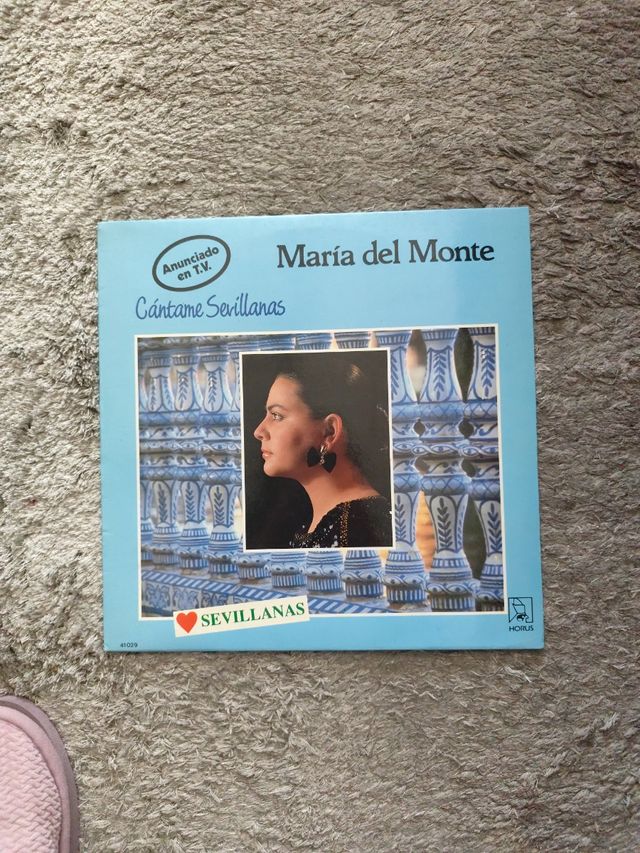 Anunciado
en T.V.
María del Monte
Cántame Sevillanas
SEVILLANAS
HORUS
41029